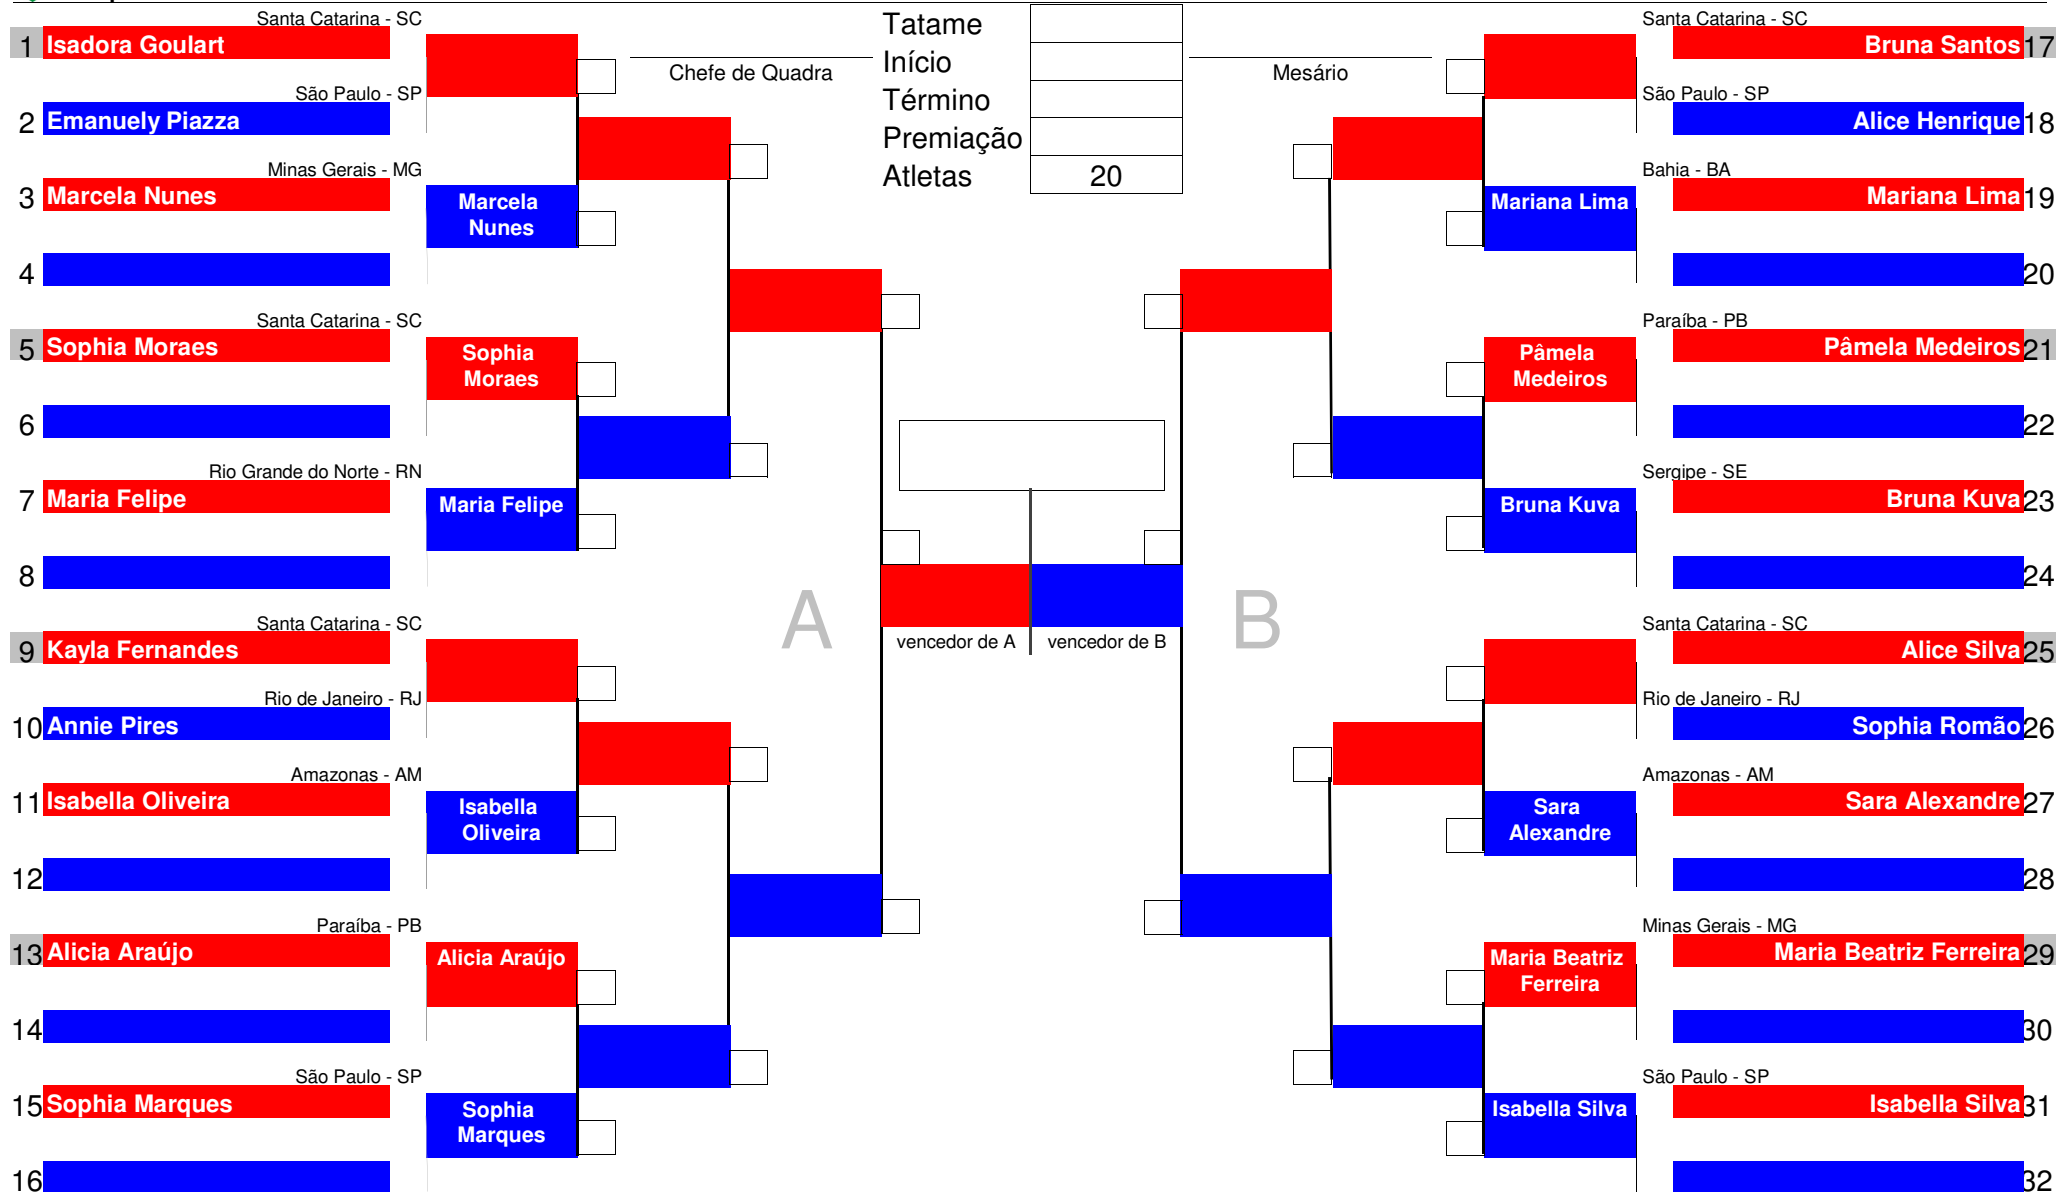 Tatame
Início
Término
Premiação
Atletas 20
Chefe de Quadra
Mesário
Santa Catarina - SC
1 Isadora Goulart
São Paulo - SP
2 Emanuely Piazza
Minas Gerais - MG
3 Marcela Nunes
Marcela
Nunes
4
Santa Catarina - SC
5 Sophia Moraes
Sophia
Moraes
6
Rio Grande do Norte - RN
7 Maria Felipe
Maria Felipe
8
Santa Catarina - SC
9 Kayla Fernandes
Rio de Janeiro - RJ
10 Annie Pires
Amazonas - AM
11 Isabella Oliveira
Isabella
Oliveira
12
Paraíba - PB
13 Alicia Araújo
Alicia Araújo
14
São Paulo - SP
15 Sophia Marques
Sophia
Marques
16
A
B
vencedor de A
vencedor de B
Santa Catarina - SC
Bruna Santos 17
São Paulo - SP
Alice Henrique 18
Bahia - BA
Mariana Lima 19
Mariana Lima
20
Paraíba - PB
Pâmela Medeiros 21
Pâmela
Medeiros
22
Sergipe - SE
Bruna Kuva 23
Bruna Kuva
24
Santa Catarina - SC
Alice Silva 25
Rio de Janeiro - RJ
Sophia Romão 26
Amazonas - AM
Sara Alexandre 27
Sara
Alexandre
28
Minas Gerais - MG
Maria Beatriz Ferreira 29
Maria Beatriz
Ferreira
30
São Paulo - SP
Isabella Silva 31
Isabella Silva
32